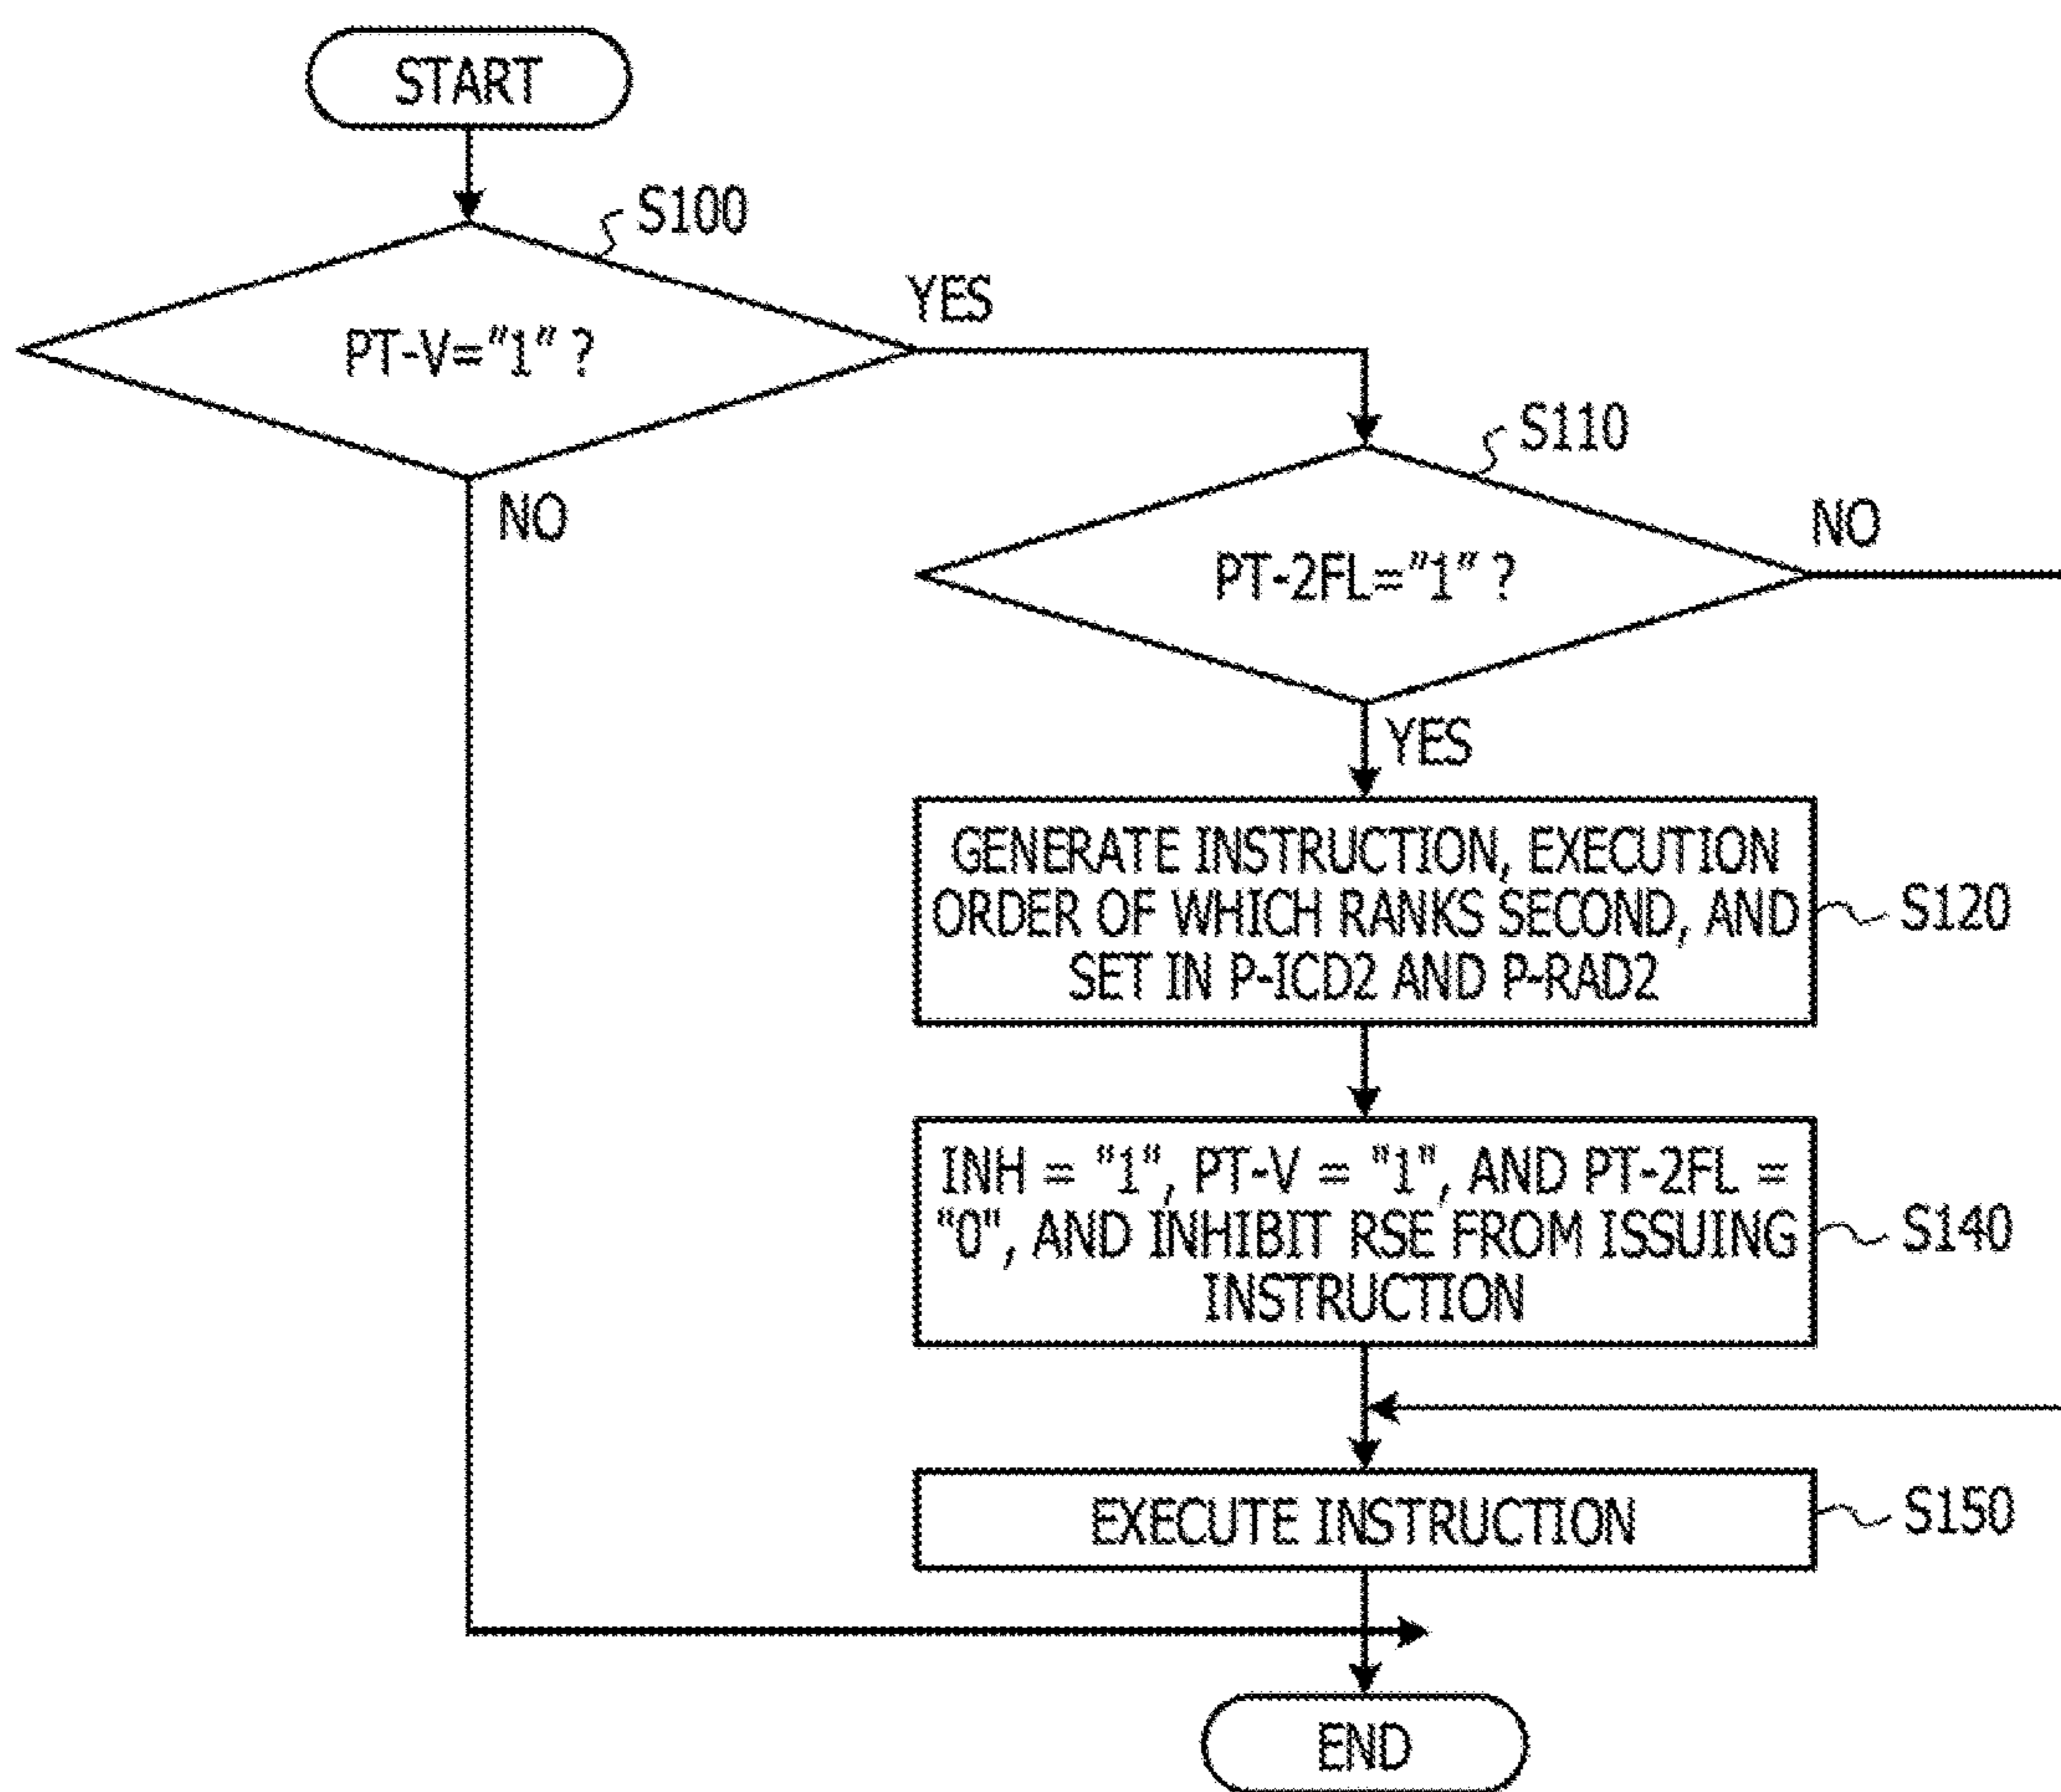 START
S100
PT-V="1" ?
YES
NO
S110
PT-2FL="1" ?
NO
YES
GENERATE INSTRUCTION, EXECUTION
ORDER OF WHICH RANKS SECOND, AND
SET IN P-ICD2 AND P-RAD2
S120
INH = "1", PT-V = "1", AND PT-2FL =
"0", AND INHIBIT RSE FROM ISSUING
INSTRUCTION
S140
EXECUTE INSTRUCTION
S150
END